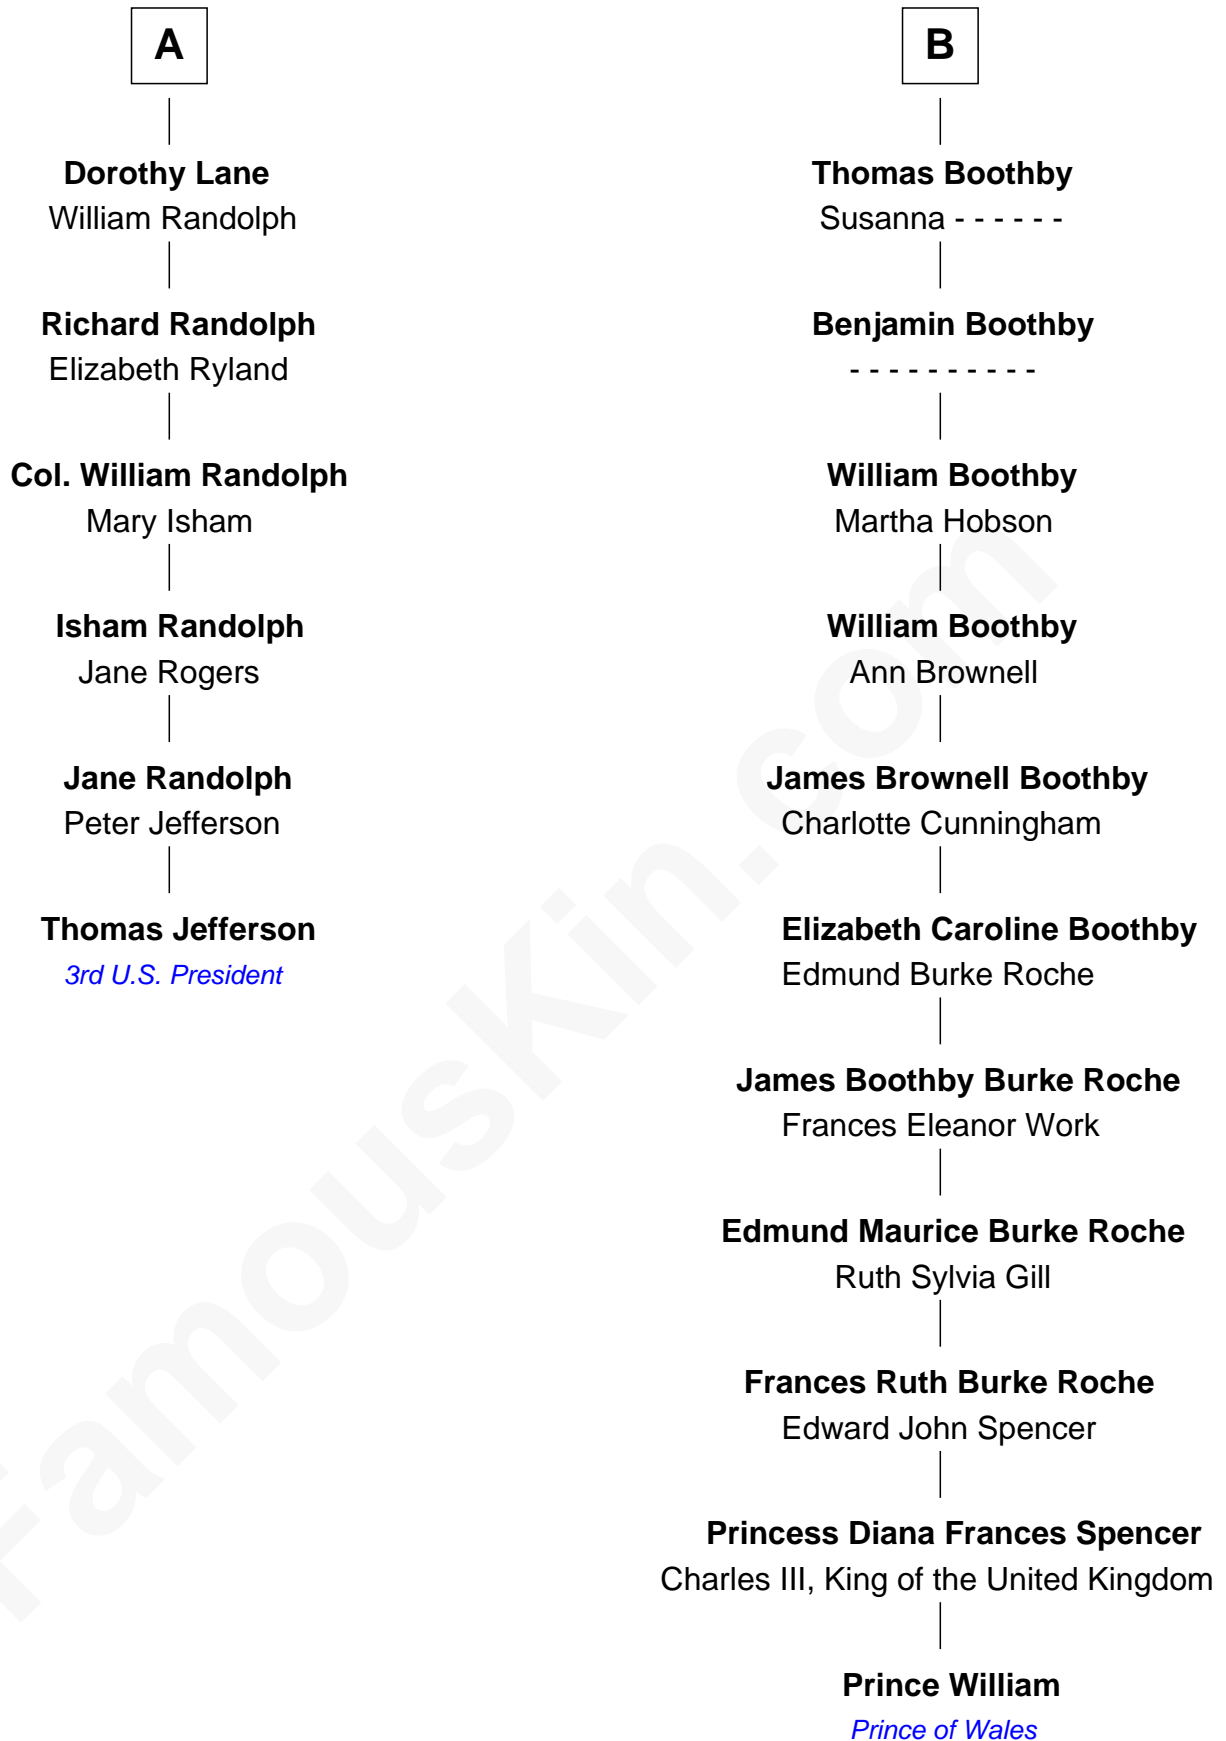 A
Dorothy Lane
William Randolph
Richard Randolph
Elizabeth Ryland
Col. William Randolph
Mary Isham
Isham Randolph
Jane Rogers
Jane Randolph
Peter Jefferson
Thomas Jefferson
3rd U.S. President
B
Thomas Boothby
Susanna - - - - - -
Benjamin Boothby
- - - - - - - - - -
William Boothby
Martha Hobson
William Boothby
Ann Brownell
James Brownell Boothby
Charlotte Cunningham
Elizabeth Caroline Boothby
Edmund Burke Roche
James Boothby Burke Roche
Frances Eleanor Work
Edmund Maurice Burke Roche
Ruth Sylvia Gill
Frances Ruth Burke Roche
Edward John Spencer
Princess Diana Frances Spencer
Charles III, King of the United Kingdom
Prince William
Prince of Wales
FamousKin.com